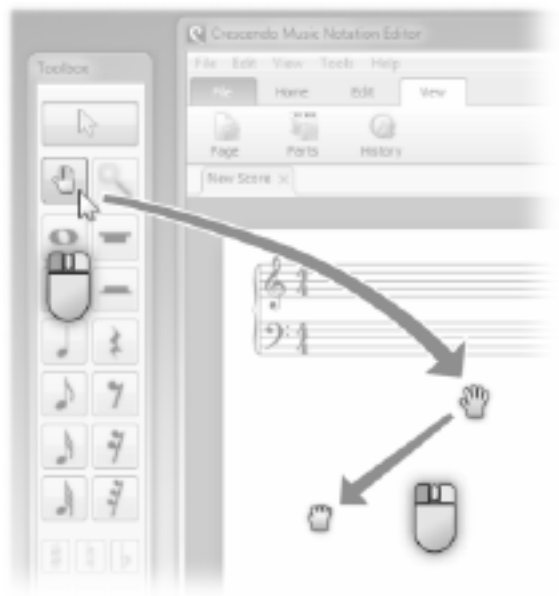 Crescendo Music Notation Editor
Toolbox
File Edit View Tools Help
File Home Edit View
Page Parts History
New Score